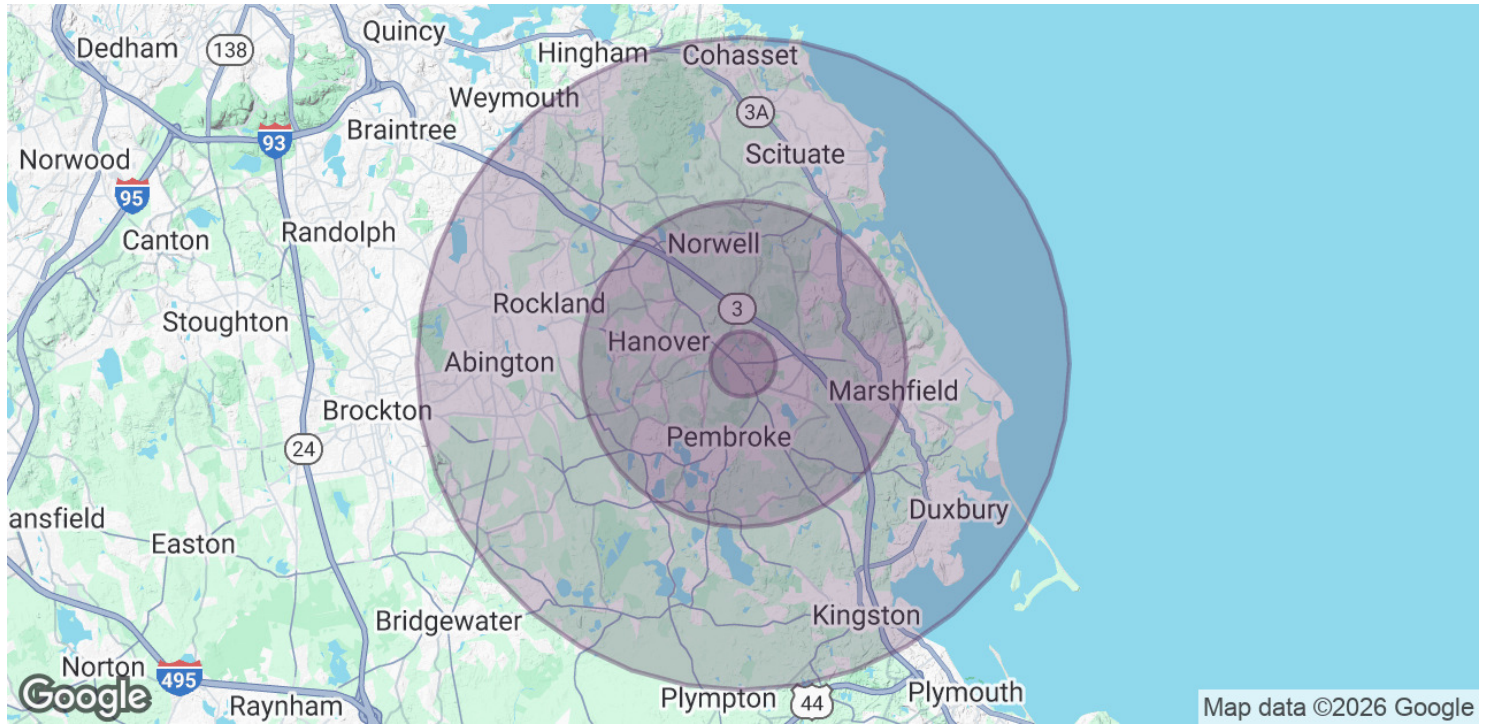 Quincy
Dedham
138
Hingham
Cohasset
Weymouth
3A
Braintree
93
Scituate
Norwood
95
Canton
Randolph
Norwell
Rockland
3
Stoughton
Hanover
Abington
Marshfield
Brockton
Pembroke
24
Duxbury
ansfield
Easton
Kingston
Bridgewater
Norton
495
Plympton
44
Plymouth
Google
Raynham
Map data ©2026 Google